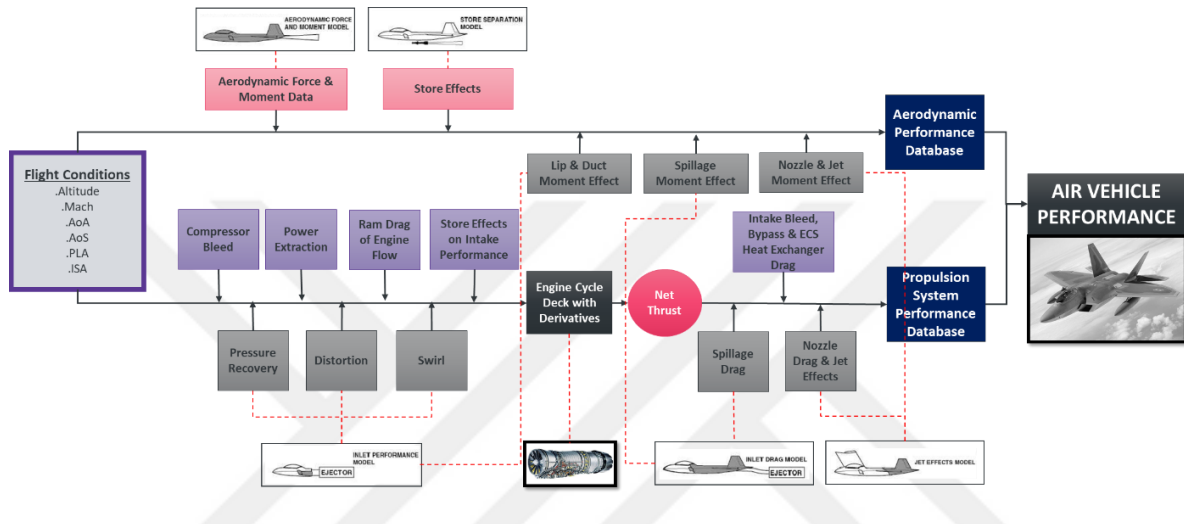 AERODYNAMIC FORCE
AND MOMENT MODEL
STORE SEPARATION
MODEL
Aerodynamic Force &
Moment Data
Store Effects
Aerodynamic
Performance
Database
Flight Conditions
.Altitude
.Mach
.AoA
.AoS
.PLA
.ISA
Lip & Duct
Moment Effect
Spillage
Moment Effect
Nozzle & Jet
Moment Effect
AIR VEHICLE
PERFORMANCE
Compressor
Bleed
Power
Extraction
Ram Drag
of Engine
Flow
Store Effects
on Intake
Performance
Intake Bleed,
Bypass & ECS
Heat Exchanger
Drag
Engine Cycle
Deck with
Derivatives
Net
Thrust
Propulsion
System
Performance
Database
Pressure
Recovery
Distortion
Swirl
Spillage
Drag
Nozzle
Drag & Jet
Effects
INLET PERFORMANCE
MODEL
EJECTOR
INLET DRAG MODEL
EJECTOR
JET EFFECTS MODEL